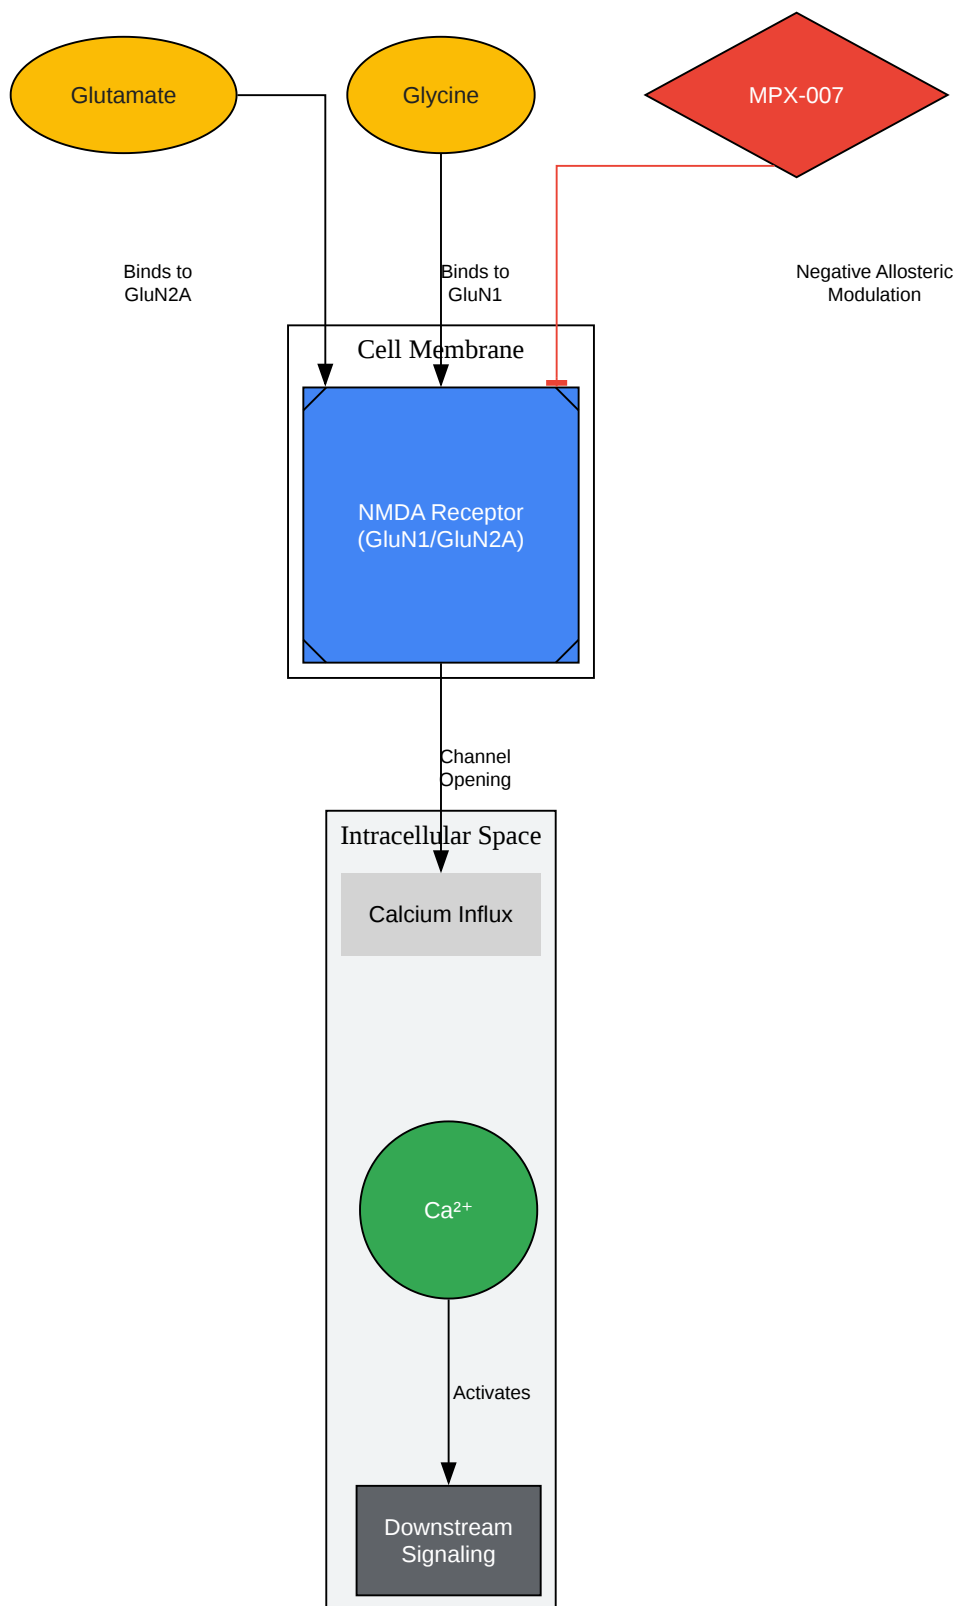 Glutamate
Glycine
MPX-007
Binds to
GluN2A
Binds to
GluN1
Negative Allosteric
Modulation
Cell Membrane
NMDA Receptor
(GluN1/GluN2A)
Channel
Opening
Intracellular Space
Calcium Influx
Ca²⁺
Activates
Downstream
Signaling